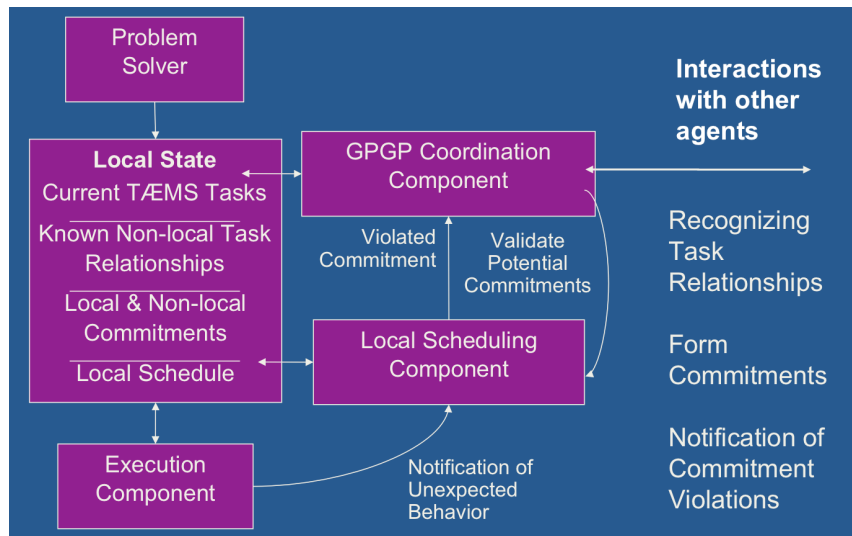 Problem
Solver
Local State
Current TÆMS Tasks
Known Non-local Task
Relationships
Local & Non-local
Commitments
Local Schedule
Execution
Component
GPGP Coordination
Component
Violated
Commitment
Validate
Potential
Commitments
Local Scheduling
Component
Notification of
Unexpected
Behavior
Interactions
with other
agents
Recognizing
Task
Relationships
Form
Commitments
Notification of
Commitment
Violations